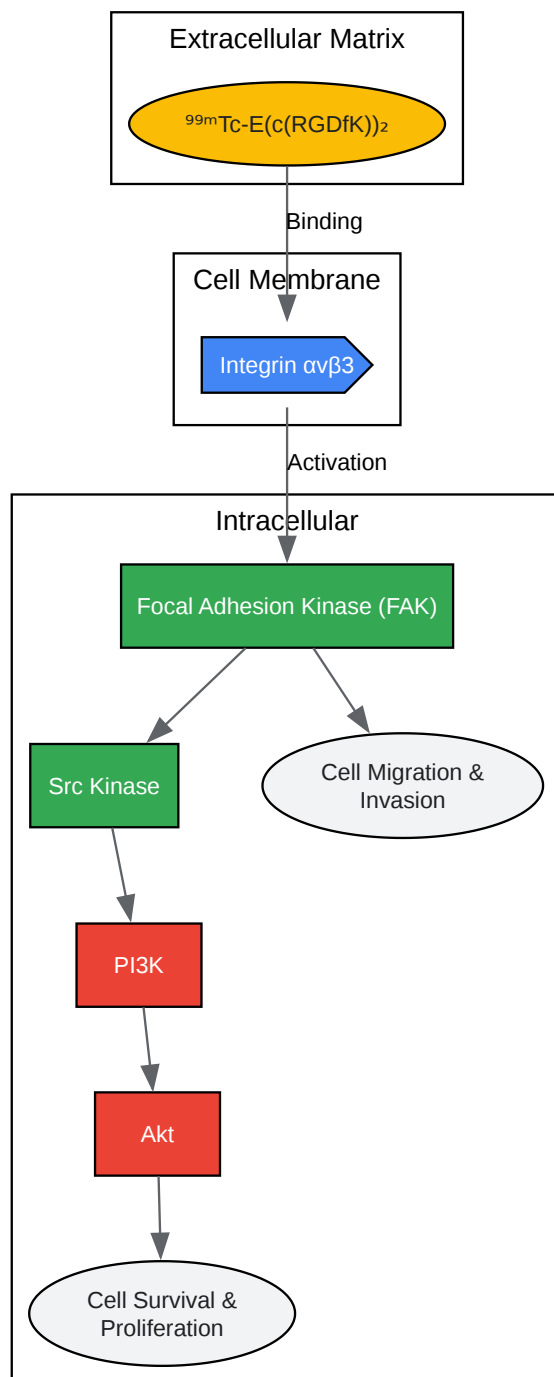 Extracellular Matrix
⁹⁹ᵐTc-E(c(RGDfK))₂
Binding
Cell Membrane
Integrin αvβ3
Activation
Intracellular
Focal Adhesion Kinase (FAK)
Src Kinase
Cell Migration &
Invasion
PI3K
Akt
Cell Survival &
Proliferation